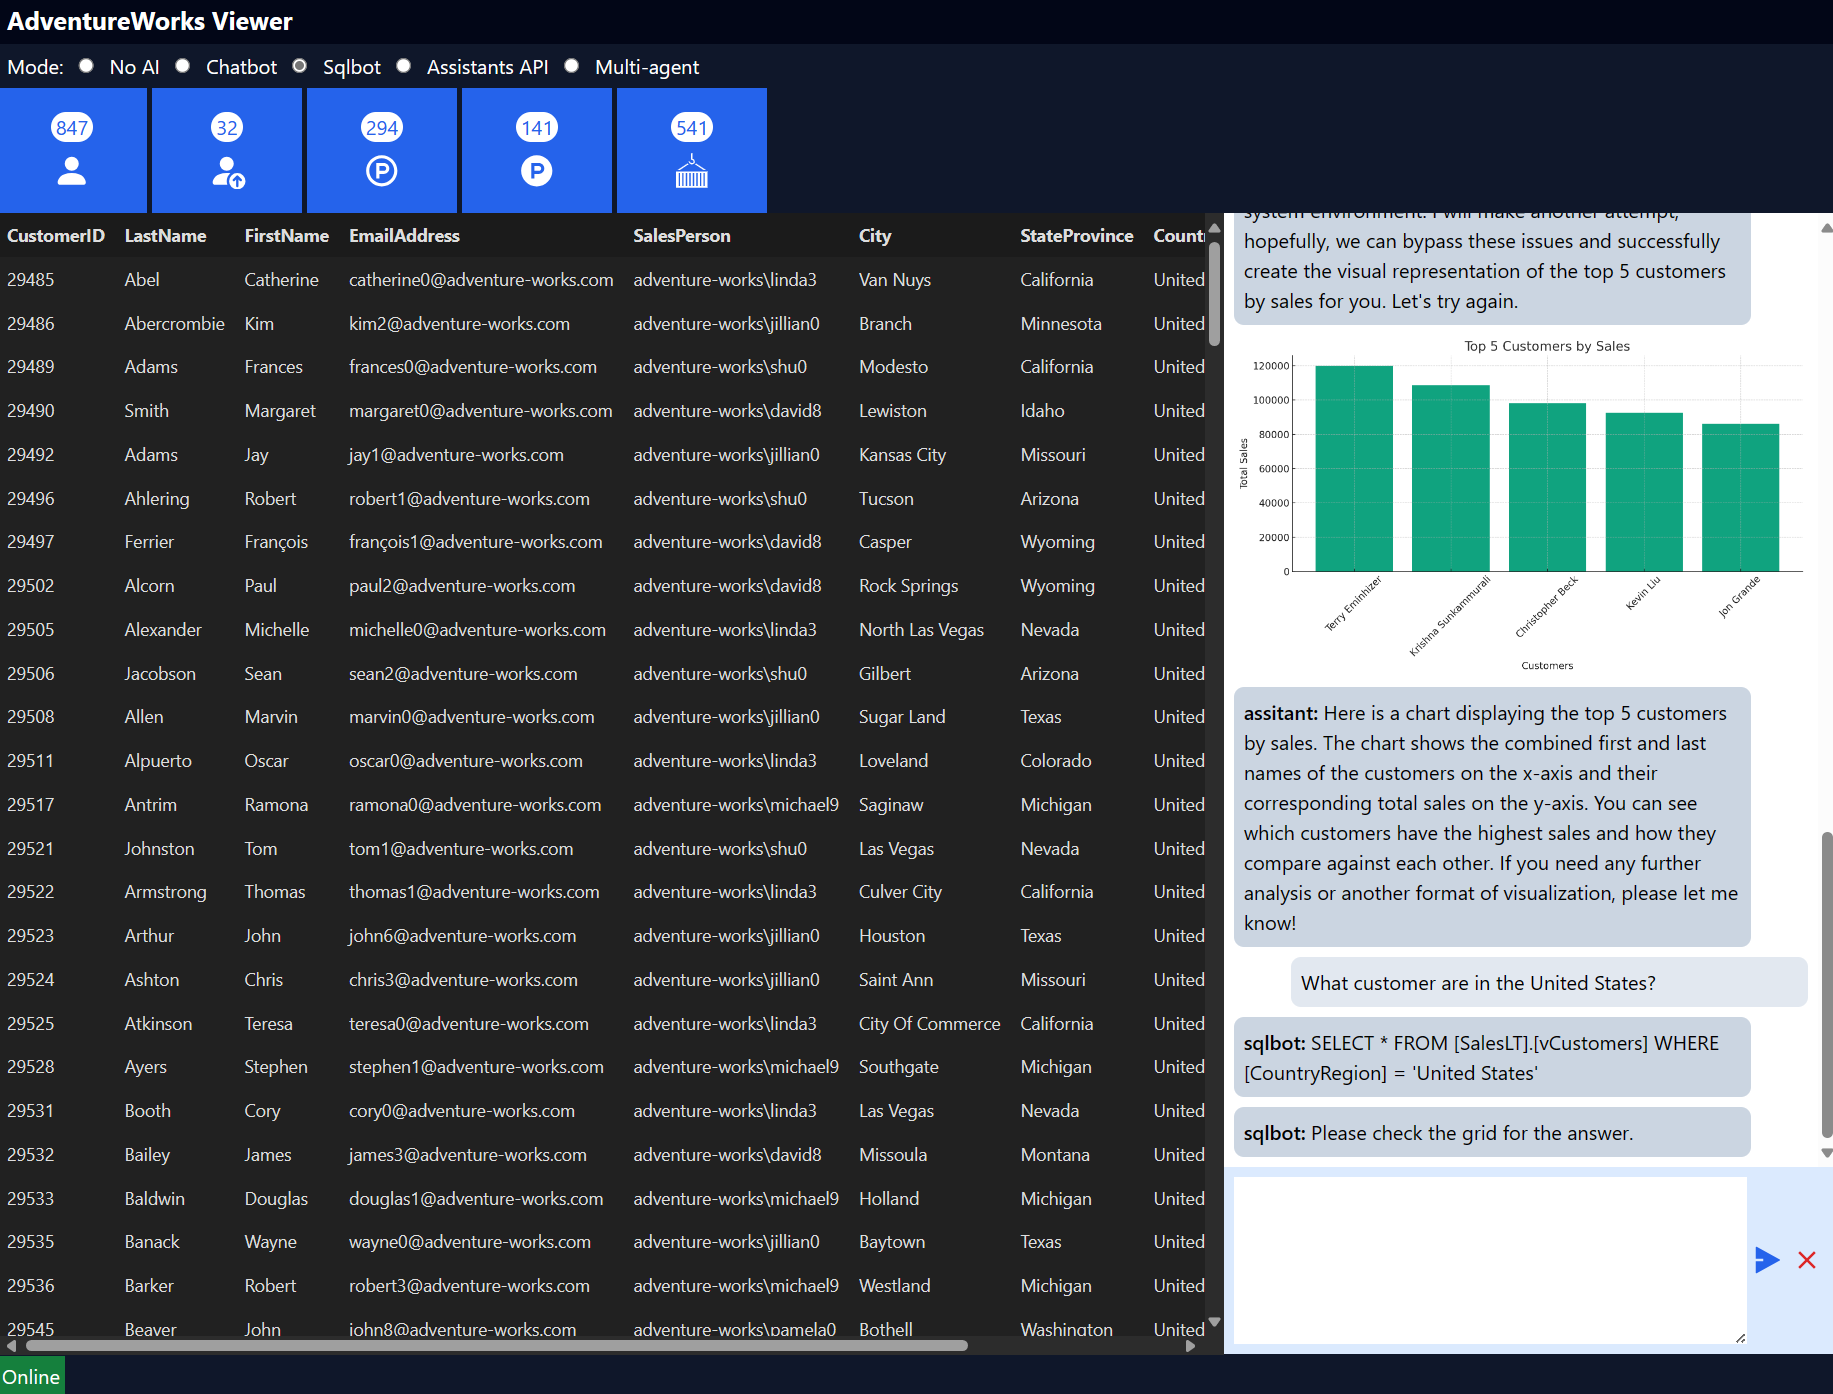 AdventureWorks Viewer
Mode: No AI Chatbot Sqlbot Assistants API Multi-agent
847 32 294 141 541
P P
CustomerID LastName FirstName EmailAddress SalesPerson City StateProvince Count
29485 Abel Catherine catherine0@adventure-works.com adventure-works\linda3 Van Nuys California United
29486 Abercrombie Kim kim2@adventure-works.com adventure-works\jillian0 Branch Minnesota United
29489 Adams Frances frances0@adventure-works.com adventure-works\shu0 Modesto California United
29490 Smith Margaret margaret0@adventure-works.com adventure-works\david8 Lewiston Idaho United
29492 Adams Jay jay1@adventure-works.com adventure-works\jillian0 Kansas City Missouri United
29496 Ahlering Robert robert1@adventure-works.com adventure-works\shu0 Tucson Arizona United
29497 Ferrier François françois1@adventure-works.com adventure-works\david8 Casper Wyoming United
29502 Alcorn Paul paul2@adventure-works.com adventure-works\david8 Rock Springs Wyoming United
29505 Alexander Michelle michelle0@adventure-works.com adventure-works\linda3 North Las Vegas Nevada United
29506 Jacobson Sean sean2@adventure-works.com adventure-works\shu0 Gilbert Arizona United
29508 Allen Marvin marvin0@adventure-works.com adventure-works\jillian0 Sugar Land Texas United
29511 Alpuerto Oscar oscar0@adventure-works.com adventure-works\linda3 Loveland Colorado United
29517 Antrim Ramona ramona0@adventure-works.com adventure-works\michael9 Saginaw Michigan United
29521 Johnston Tom tom1@adventure-works.com adventure-works\shu0 Las Vegas Nevada United
29522 Armstrong Thomas thomas1@adventure-works.com adventure-works\linda3 Culver City California United
29523 Arthur John john6@adventure-works.com adventure-works\jillian0 Houston Texas United
29524 Ashton Chris chris3@adventure-works.com adventure-works\jillian0 Saint Ann Missouri United
29525 Atkinson Teresa teresa0@adventure-works.com adventure-works\linda3 City Of Commerce California United
29528 Ayers Stephen stephen1@adventure-works.com adventure-works\michael9 Southgate Michigan United
29531 Booth Cory cory0@adventure-works.com adventure-works\linda3 Las Vegas Nevada United
29532 Bailey James james3@adventure-works.com adventure-works\david8 Missoula Montana United
29533 Baldwin Douglas douglas1@adventure-works.com adventure-works\michael9 Holland Michigan United
29535 Banack Wayne wayne0@adventure-works.com adventure-works\jillian0 Baytown Texas United
29536 Barker Robert robert3@adventure-works.com adventure-works\michael9 Westland Michigan United
29545 Beaver John john8@adventure-works.com adventure-works\pamela0 Bothell Washington United
system environment. I will make another attempt,
hopefully, we can bypass these issues and successfully
create the visual representation of the top 5 customers
by sales for you. Let's try again.
Top 5 Customers by Sales
120000
100000
80000
60000
40000
20000
0
Total Sales
Terry Eminhizer
Krishna Sunkammurali
Christopher Beck
Kevin Liu
Jon Grande
Customers
assitant: Here is a chart displaying the top 5 customers
by sales. The chart shows the combined first and last
names of the customers on the x-axis and their
corresponding total sales on the y-axis. You can see
which customers have the highest sales and how they
compare against each other. If you need any further
analysis or another format of visualization, please let me
know!
What customer are in the United States?
sqlbot: SELECT * FROM [SalesLT].[vCustomers] WHERE
[CountryRegion] = 'United States'
sqlbot: Please check the grid for the answer.
Online